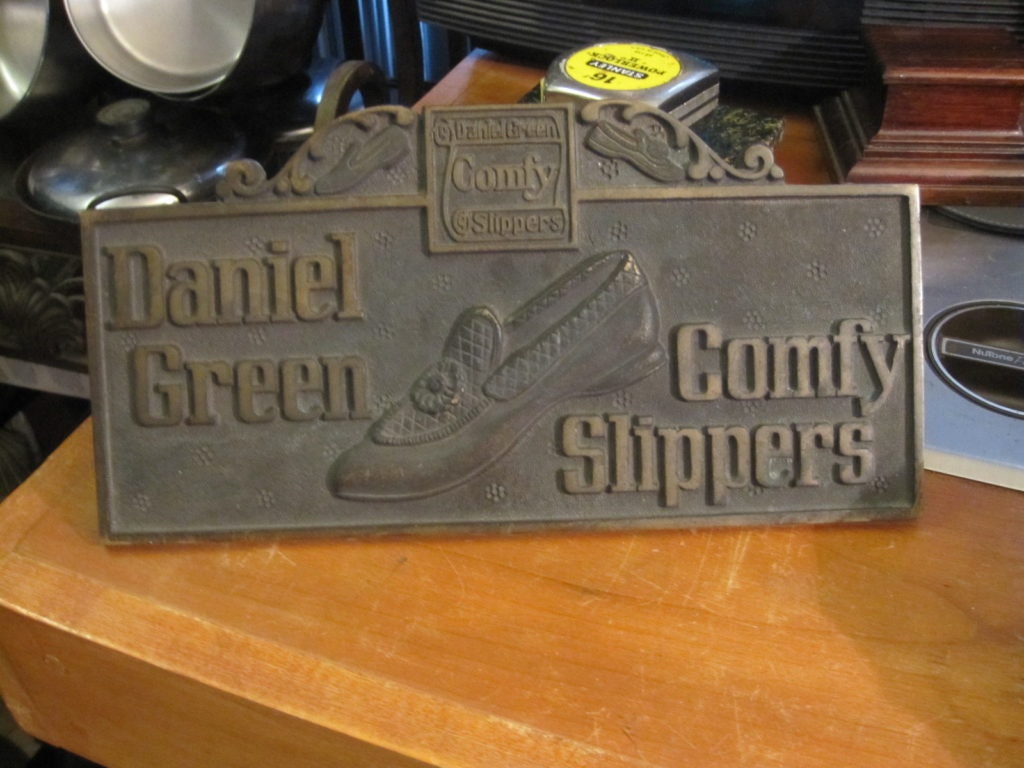 STANLEY
POWERLOCK
16'
Daniel Green
Comfy
Slippers
Daniel
Green
Comfy
Slippers
NuTone